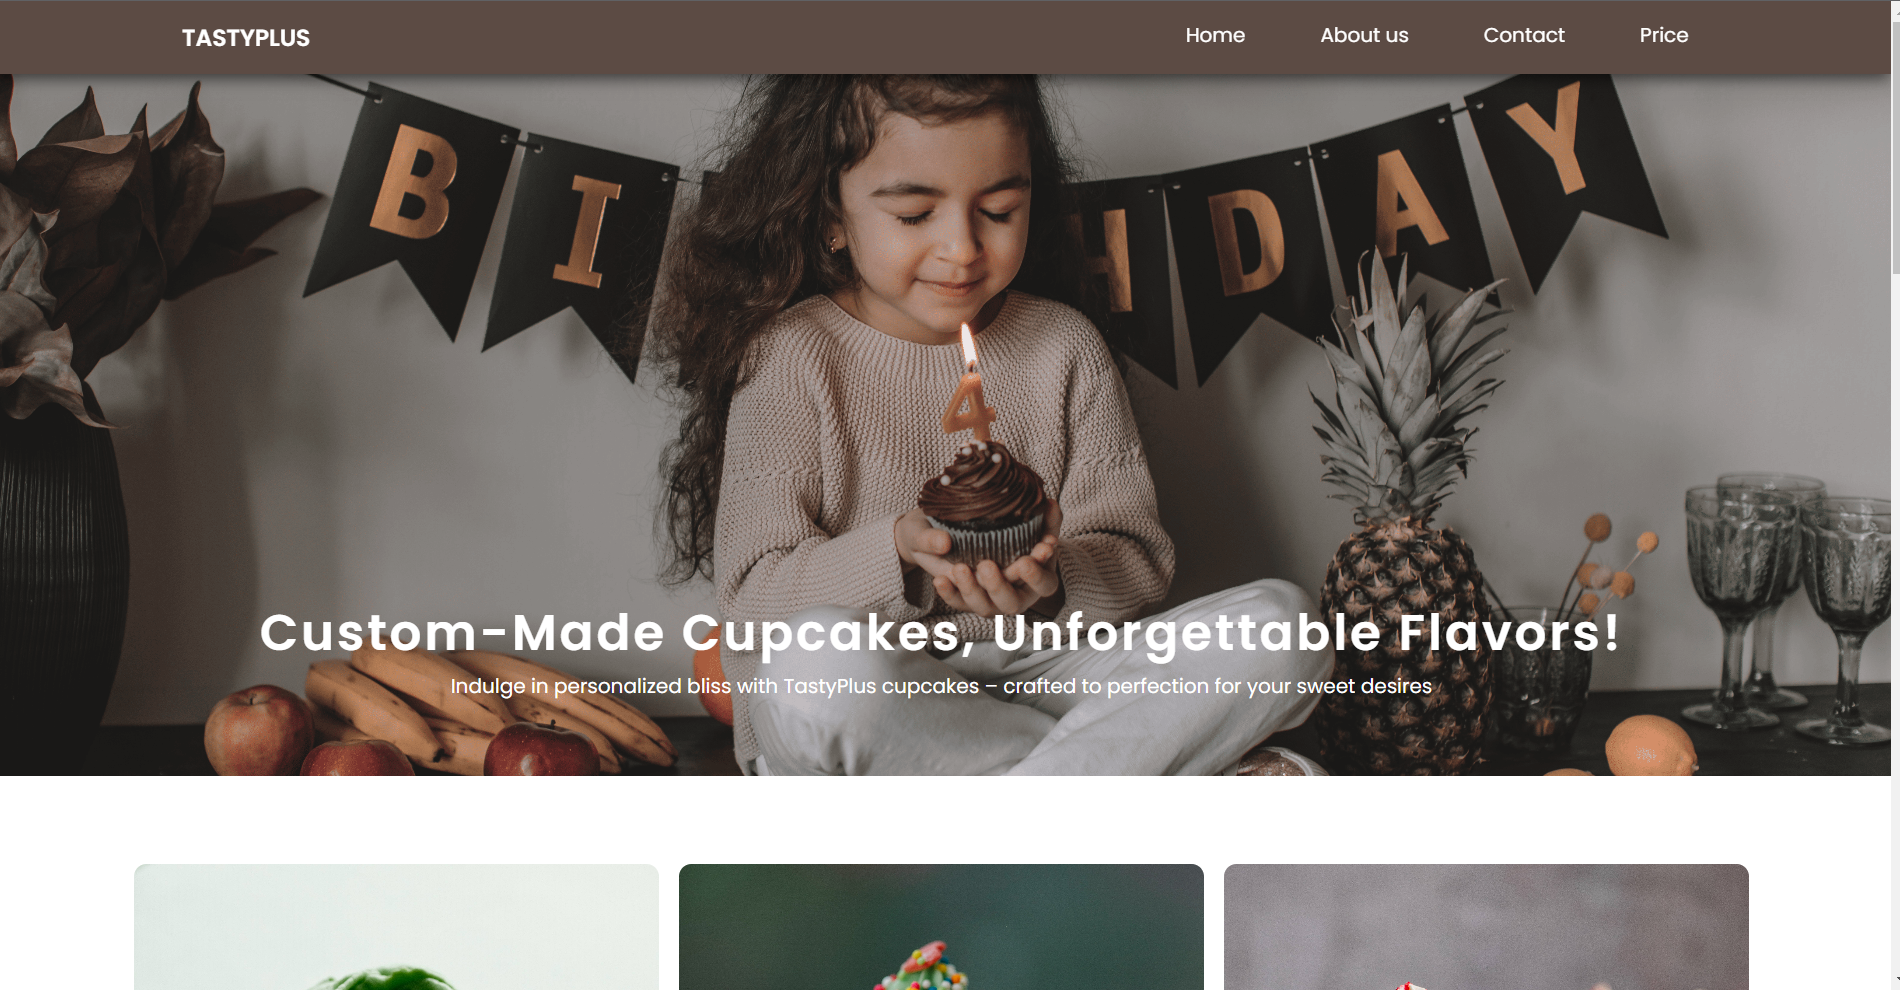 TASTYPLUS
Home About us Contact Price
BI HDAY
4
Custom-Made Cupcakes, Unforgettable Flavors!
Indulge in personalized bliss with TastyPlus cupcakes – crafted to perfection for your sweet desires